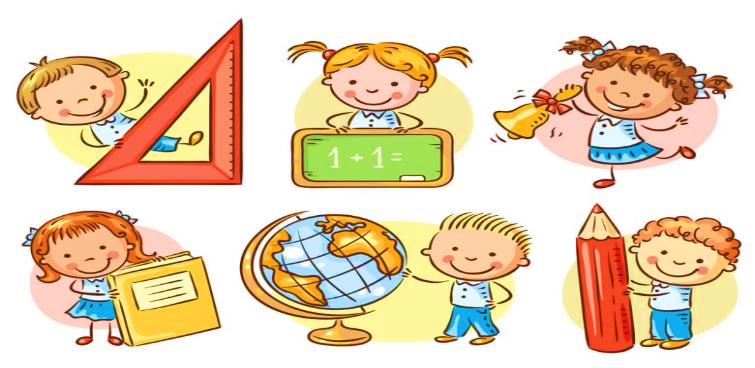 1 + 1 =